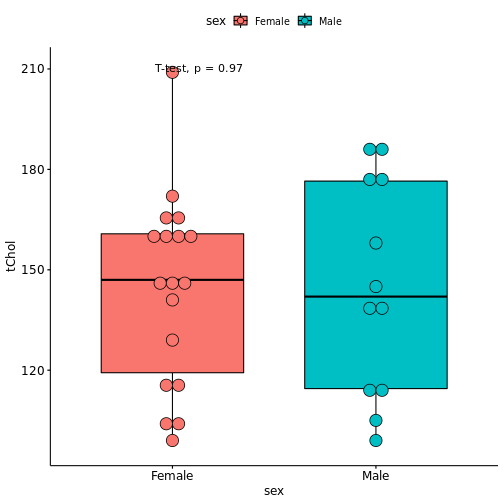 sex Female Male
T-test, p = 0.97
210
180
150
120
tChol
Female Male
sex